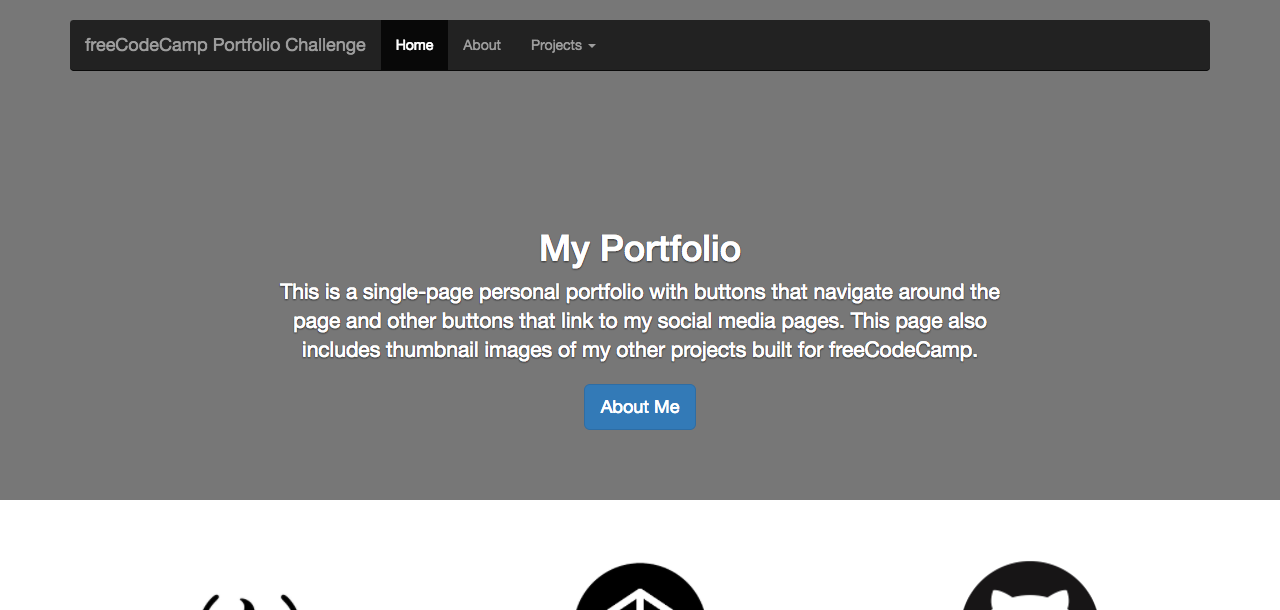 freeCodeCamp Portfolio Challenge Home About Projects
My Portfolio
This is a single-page personal portfolio with buttons that navigate around the
page and other buttons that link to my social media pages. This page also
includes thumbnail images of my other projects built for freeCodeCamp.
About Me